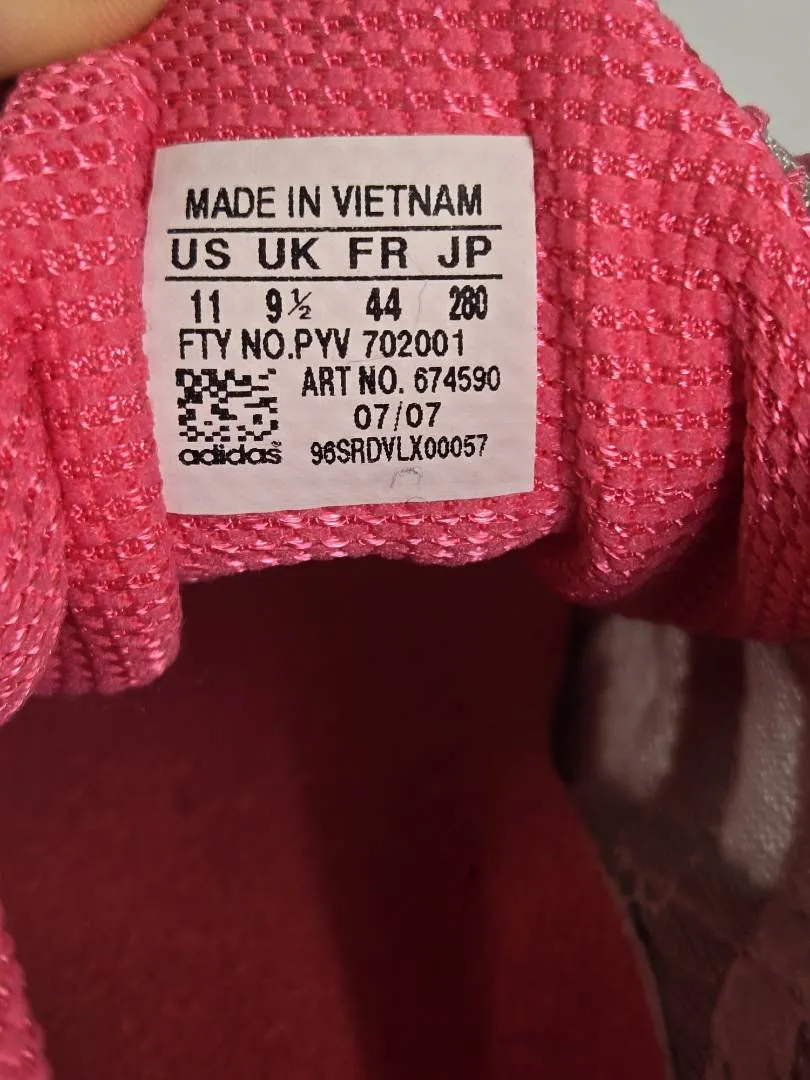 MADE IN VIETNAM
US UK FR JP
11 9½ 44 280
FTY NO.PYV 702001
ART NO. 674590
07/07
adidas 96SRDVLX00057